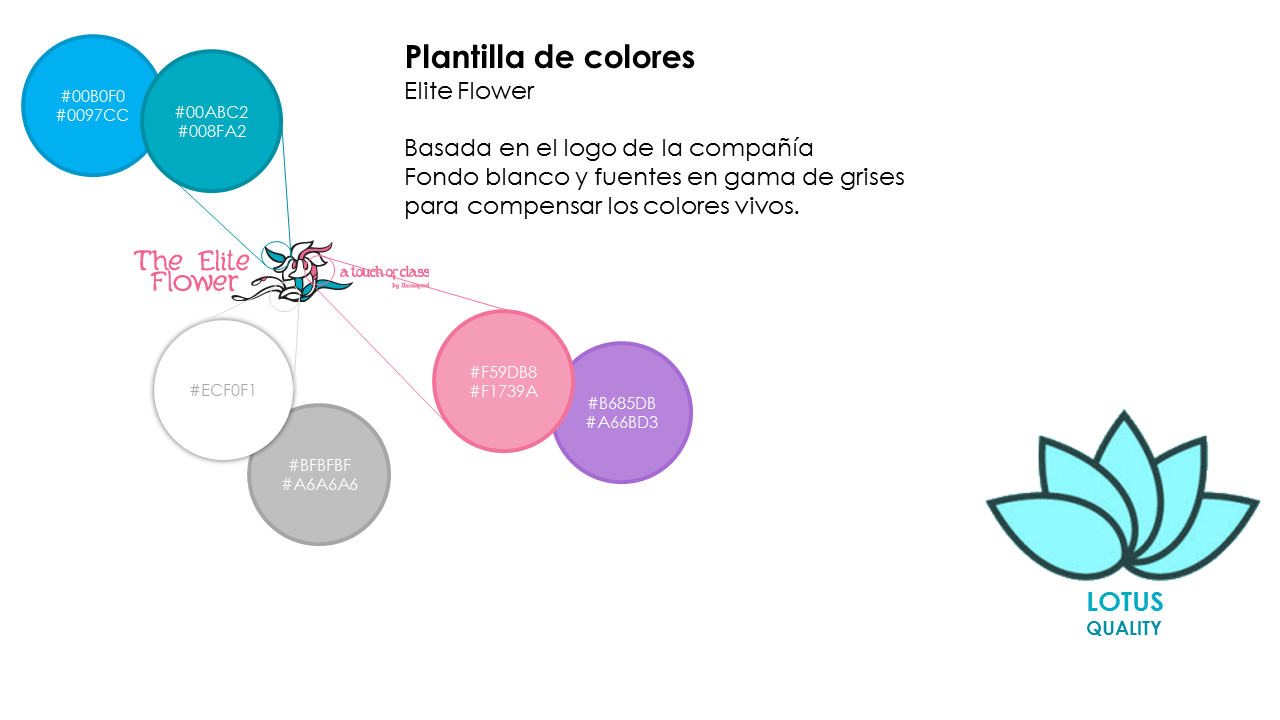 Plantilla de colores
Elite Flower
Basada en el logo de la compañía
Fondo blanco y fuentes en gama de grises
para compensar los colores vivos.
#00B0F0
#0097CC
#00ABC2
#008FA2
The Elite
Flower
a touch of class
#ECF0F1
#BFBFBF
#A6A6A6
#F59DB8
#F1739A
#B685DB
#A66BD3
LOTUS
QUALITY